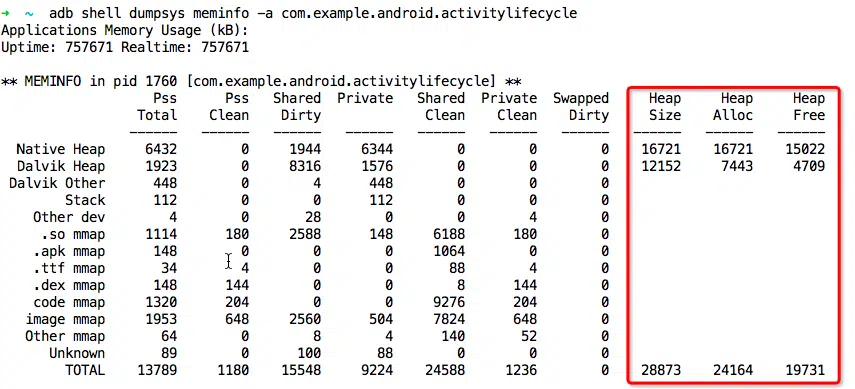 ➜  ~  adb shell dumpsys meminfo -a com.example.android.activitylifecycle
Applications Memory Usage (kB):
Uptime: 757671 Realtime: 757671
** MEMINFO in pid 1760 [com.example.android.activitylifecycle] **
Pss Pss Shared Private Shared Private Swapped Heap Heap Heap
Total Clean Dirty Clean Clean Dirty Size Alloc Free
------ ------ ------ ------ ------ ------ ------ ------ ------ ------
Native Heap 6432 0 1944 6344 0 0 0 16721 16721 15022
Dalvik Heap 1923 0 8316 1576 0 0 0 12152 7443 4709
Dalvik Other 448 0 4 448 0 0 0
Stack 112 0 0 112 0 0 0
Other dev 4 0 28 0 0 4 0
.so mmap 1114 180 2588 148 6188 180 0
.apk mmap 148 0 0 0 1064 0 0
.ttf mmap 34 4 0 0 88 4 0
.dex mmap 148 144 0 0 8 144 0
code mmap 1320 204 0 0 9276 204 0
image mmap 1953 648 2560 504 7824 648 0
Other mmap 64 0 8 4 140 52 0
Unknown 89 0 100 88 0 0 0
TOTAL 13789 1180 15548 9224 24588 1236 0 28873 24164 19731